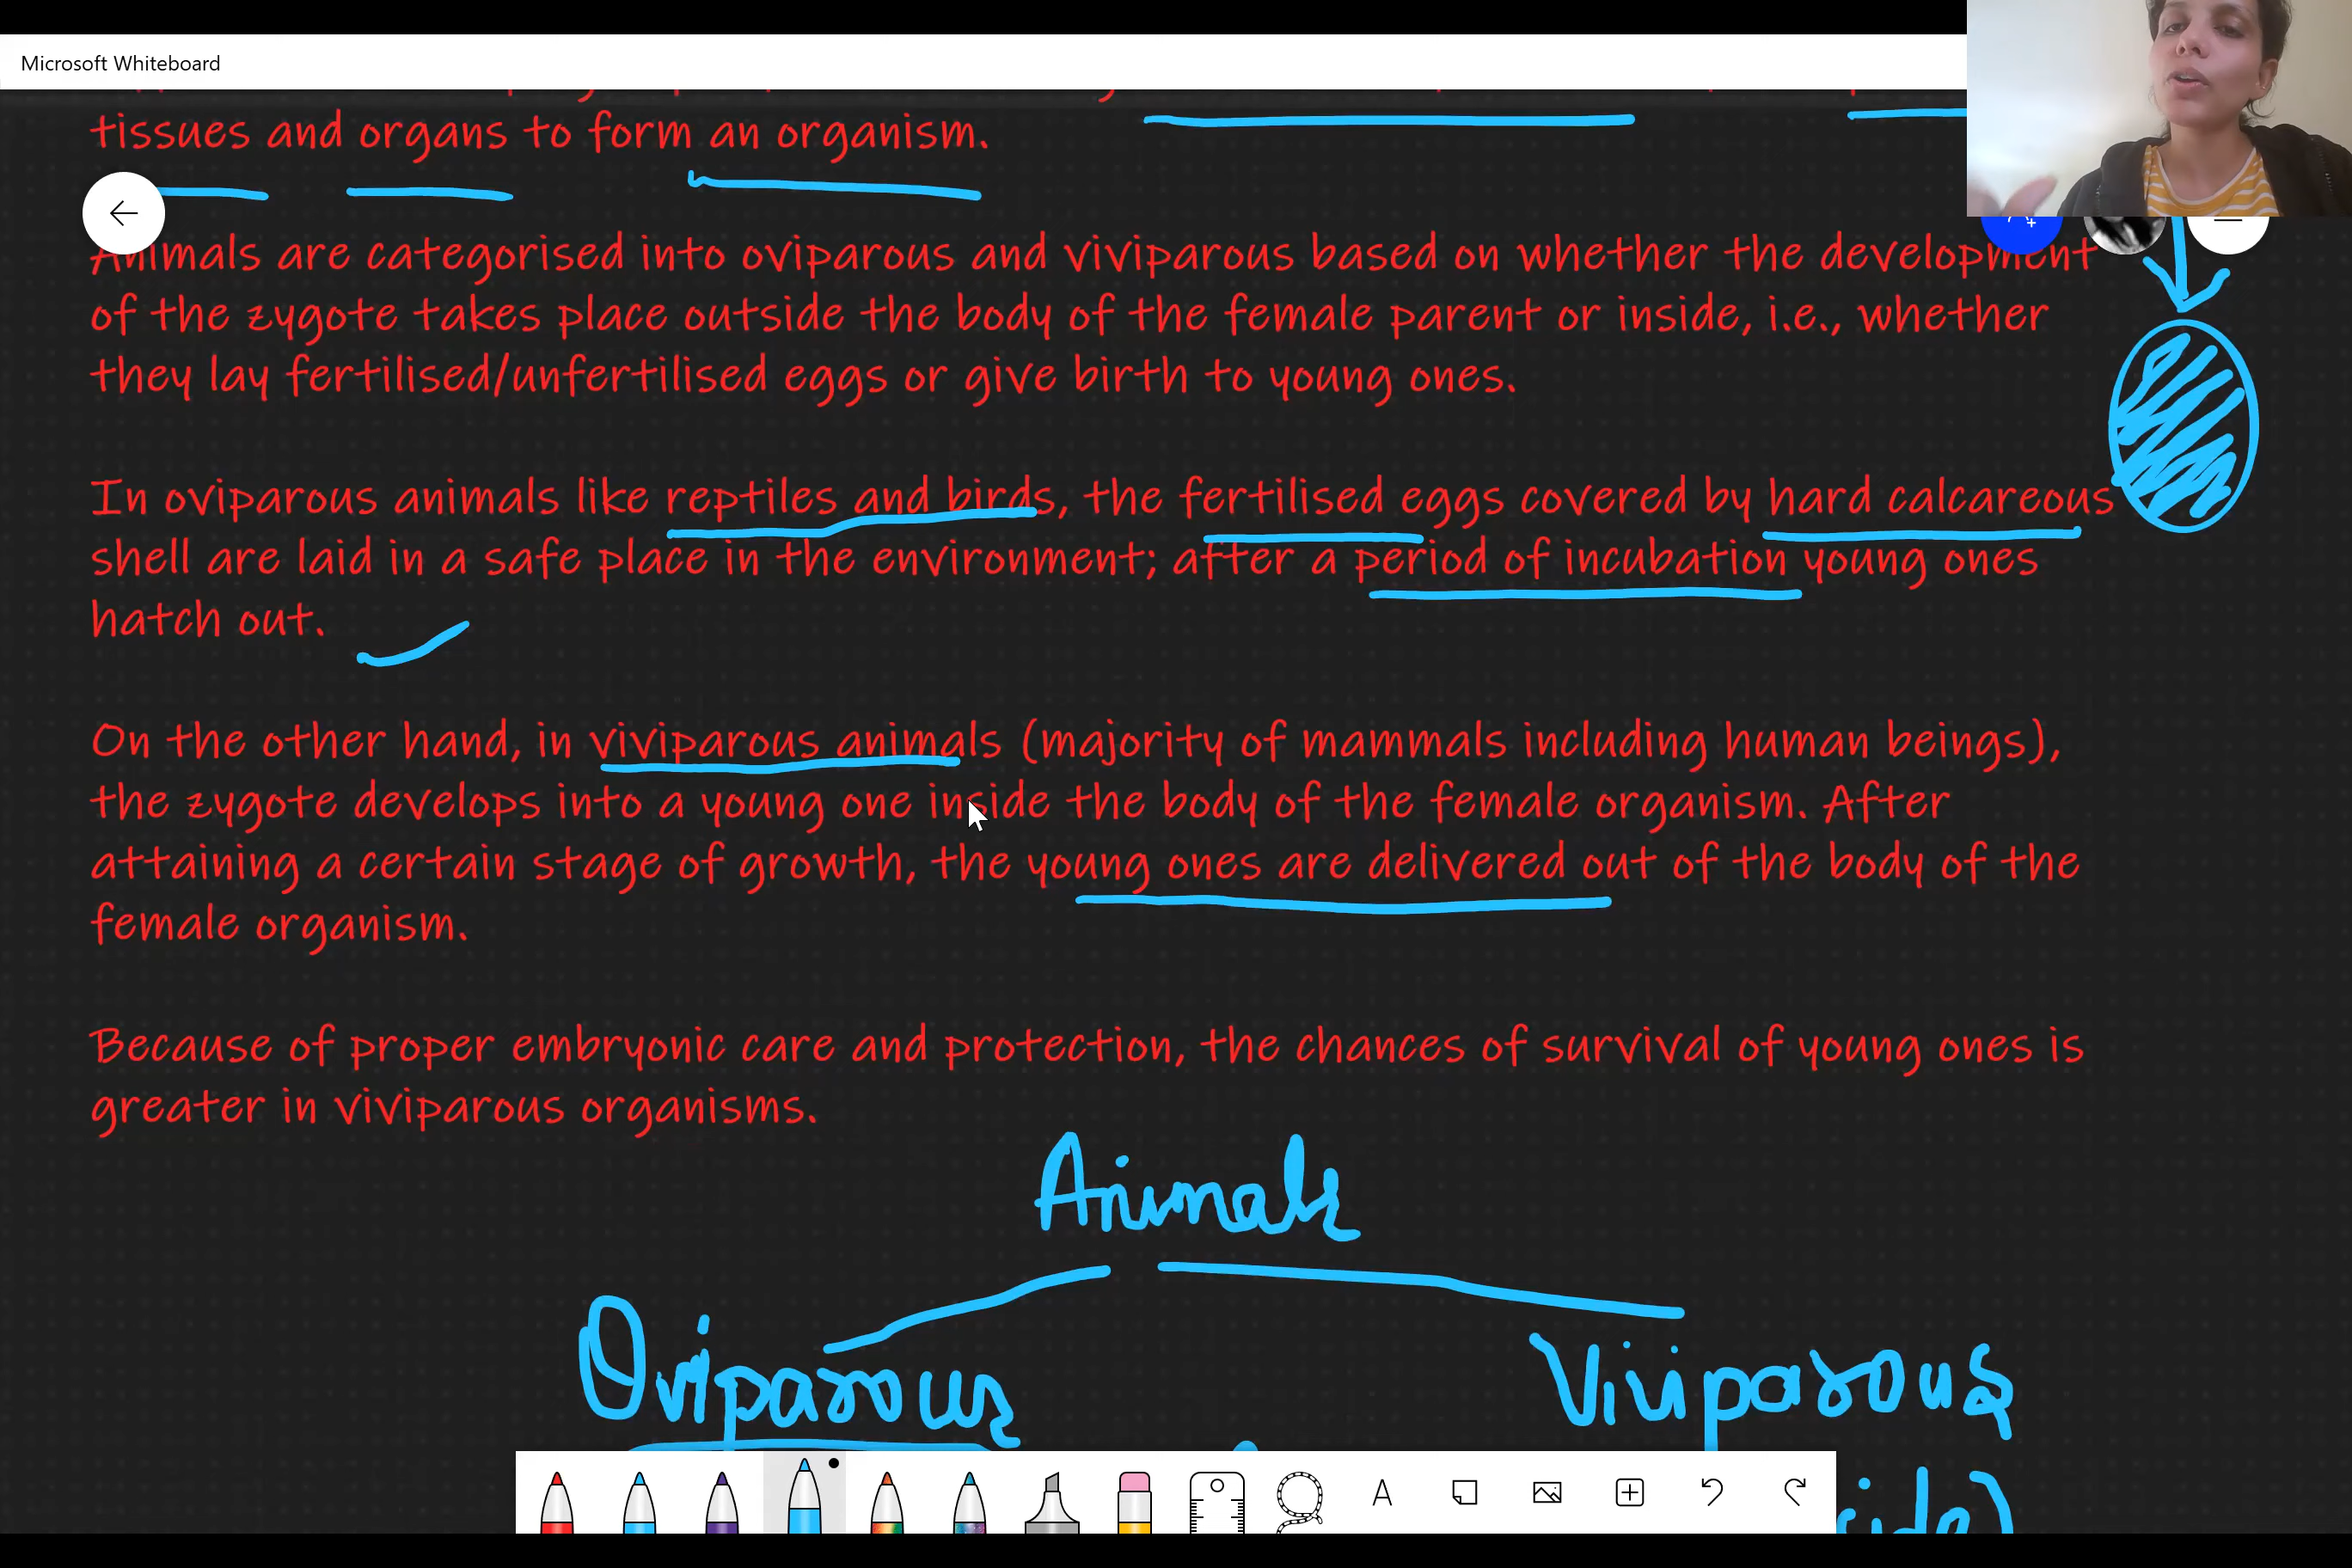 Microsoft Whiteboard
tissues and organs to form an organism.
Animals are categorised into oviparous and viviparous based on whether the development
of the zygote takes place outside the body of the female parent or inside, i.e., whether
they lay fertilised/unfertilised eggs or give birth to young ones.
In oviparous animals like reptiles and birds, the fertilised eggs covered by hard calcareous
shell are laid in a safe place in the environment; after a period of incubation young ones
hatch out.
On the other hand, in viviparous animals (majority of mammals including human beings),
the zygote develops into a young one inside the body of the female organism. After
attaining a certain stage of growth, the young ones are delivered out of the body of the
female organism.
Because of proper embryonic care and protection, the chances of survival of young ones is
greater in viviparous organisms.
Animals
Oviparous Viviparous